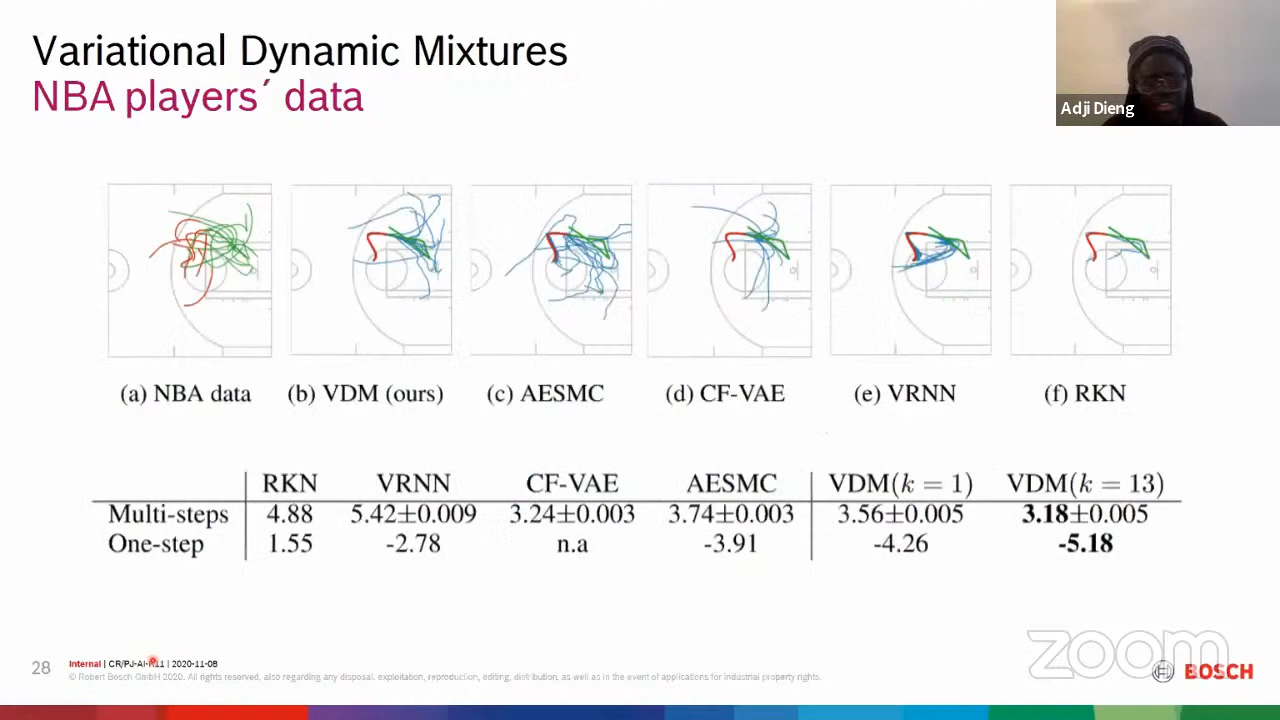 Variational Dynamic Mixtures
NBA players´ data
Adji Dieng
(a) NBA data (b) VDM (ours) (c) AESMC (d) CF-VAE (e) VRNN (f) RKN
RKN VRNN CF-VAE AESMC VDM(k = 1) VDM(k = 13)
Multi-steps 4.88 5.42±0.009 3.24±0.003 3.74±0.003 3.56±0.005 3.18±0.005
One-step 1.55 -2.78 n.a -3.91 -4.26 -5.18
zoom
28 Internal | CR/PJ-AI-R11 | 2020-11-08
© Robert Bosch GmbH 2020. All rights reserved, also regarding any disposal, exploitation, reproduction, editing, distribution, as well as in the event of applications for industrial property rights.
BOSCH